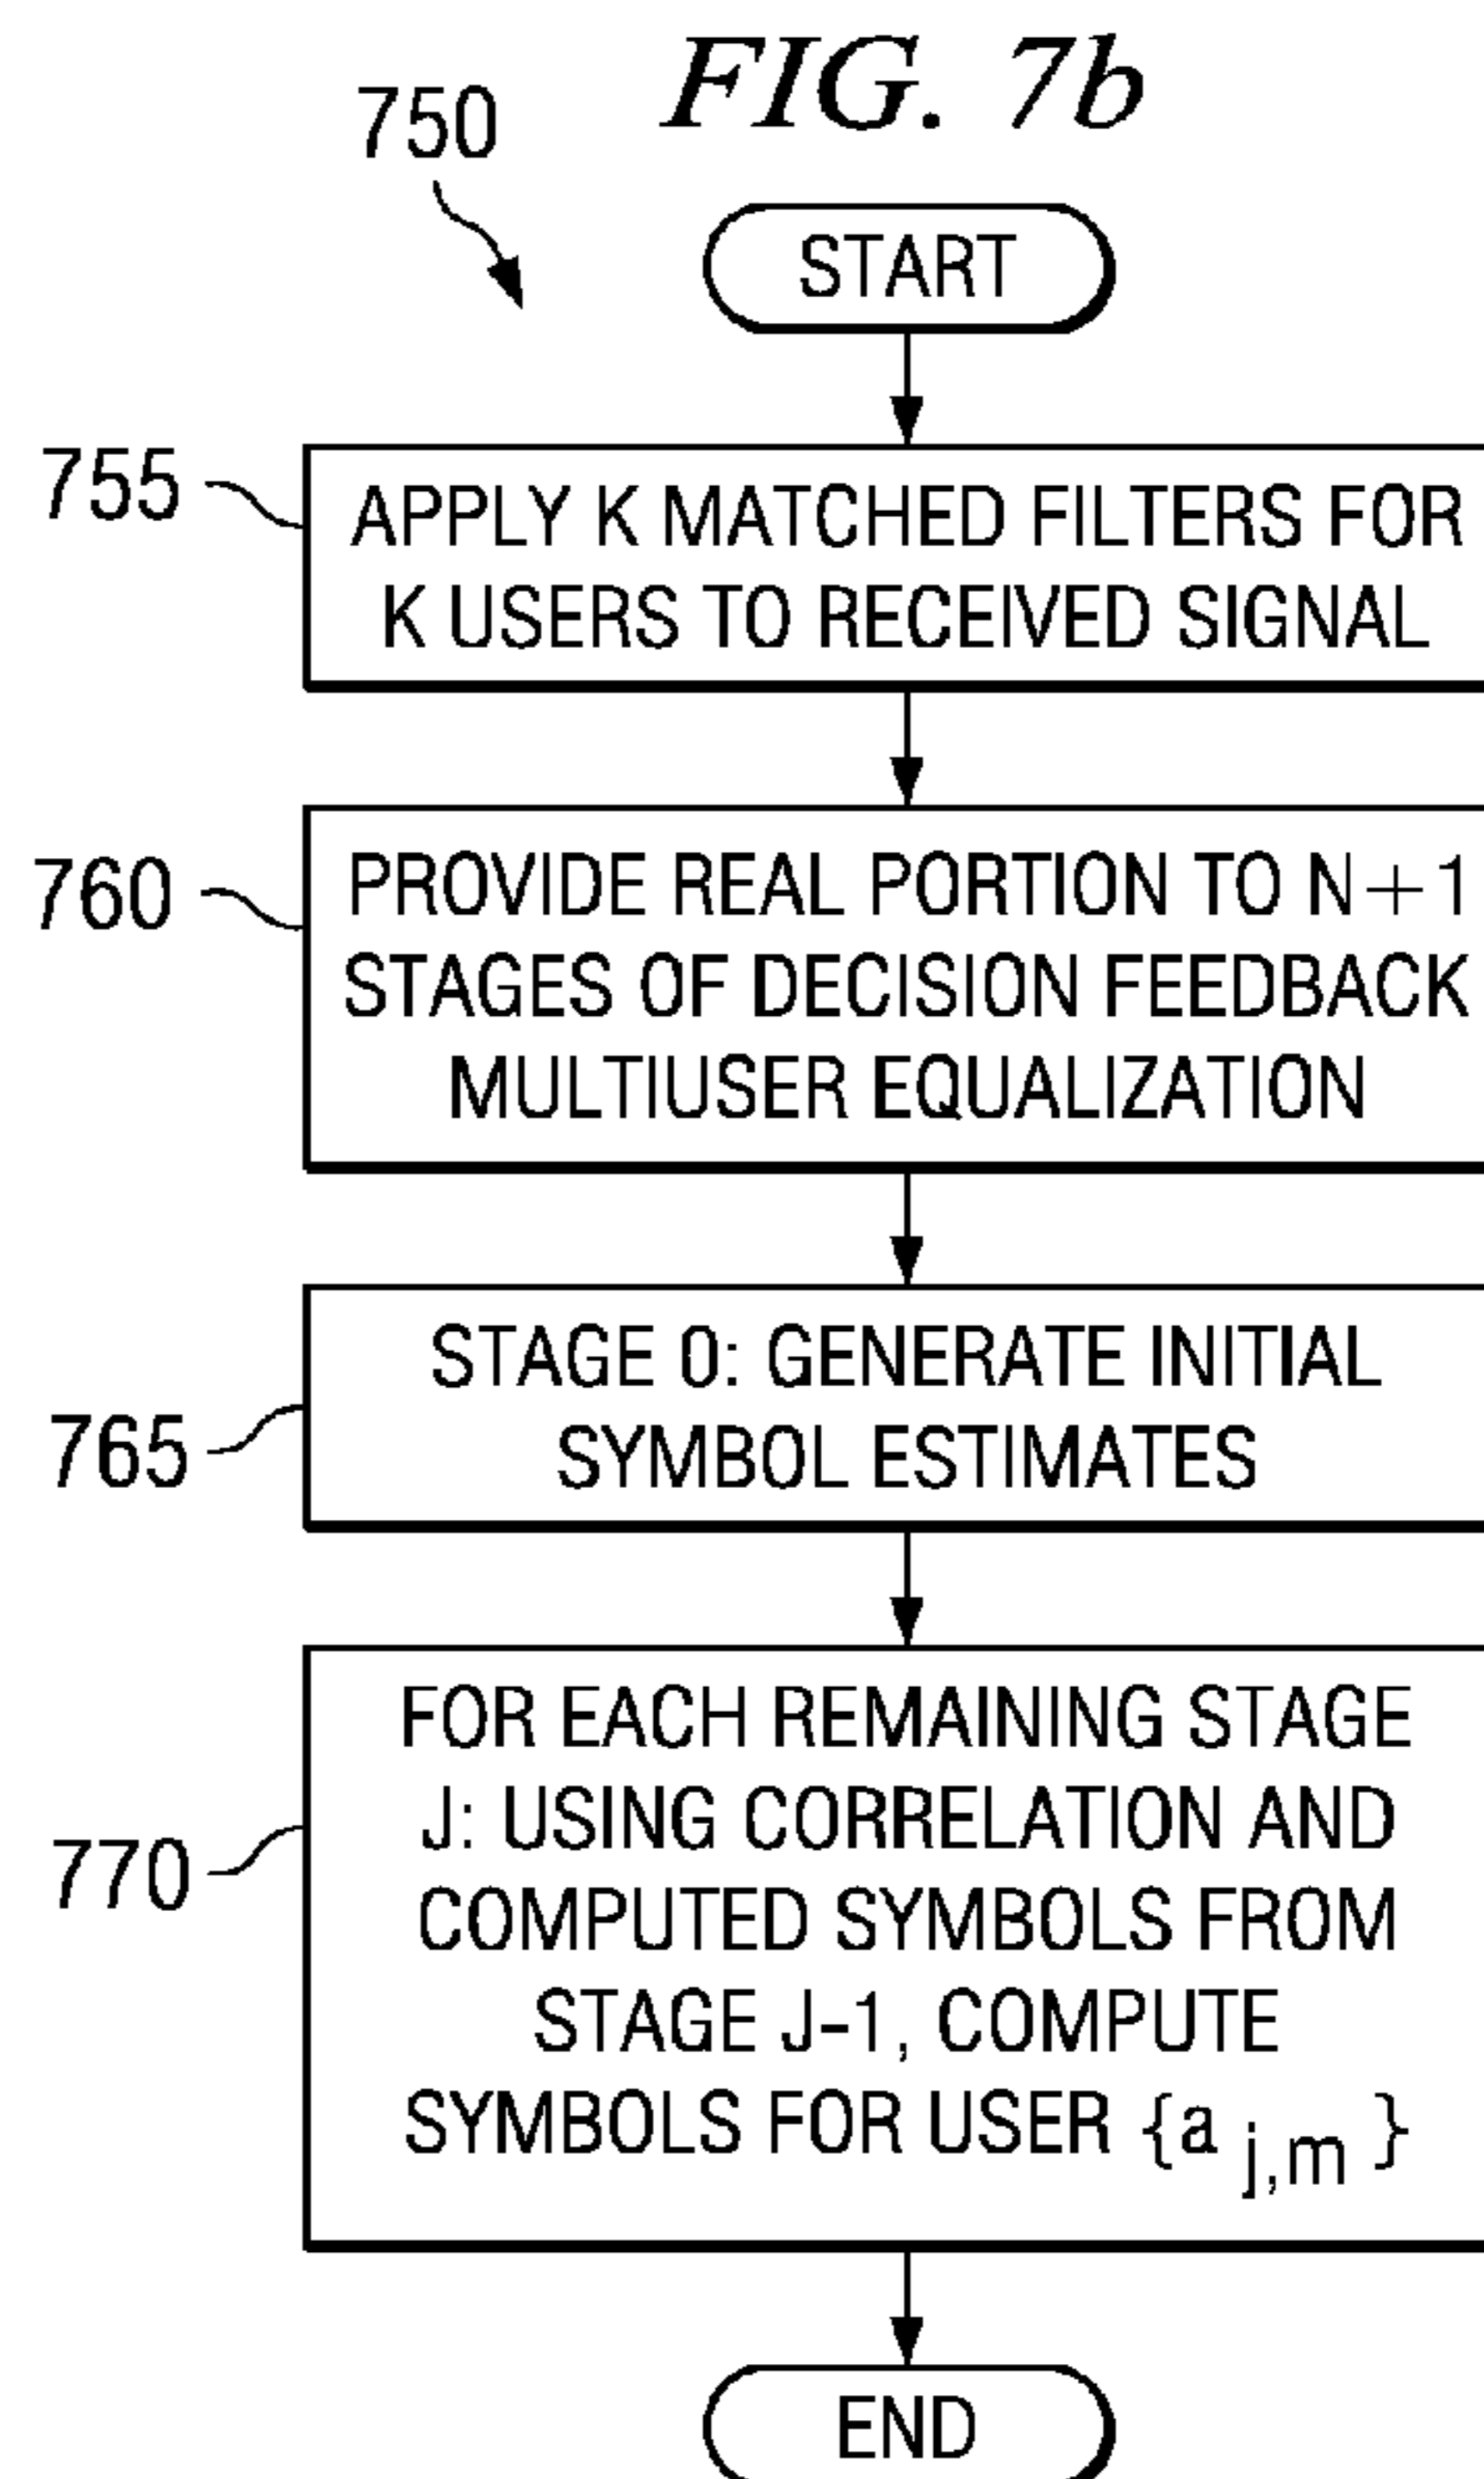 FIG. 7b
750
START
755
APPLY K MATCHED FILTERS FOR
K USERS TO RECEIVED SIGNAL
760
PROVIDE REAL PORTION TO N+1
STAGES OF DECISION FEEDBACK
MULTIUSER EQUALIZATION
765
STAGE 0: GENERATE INITIAL
SYMBOL ESTIMATES
770
FOR EACH REMAINING STAGE
J: USING CORRELATION AND
COMPUTED SYMBOLS FROM
STAGE J-1, COMPUTE
SYMBOLS FOR USER {a j,m }
END